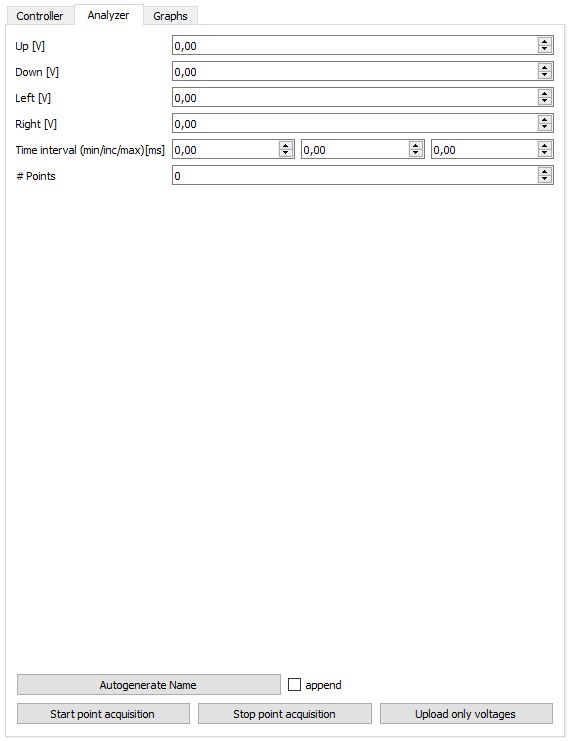 Controller Analyzer Graphs
Up [V] 0,00
Down [V] 0,00
Left [V] 0,00
Right [V] 0,00
Time interval (min/inc/max)[ms] 0,00 0,00 0,00
# Points 0
Autogenerate Name append
Start point acquisition Stop point acquisition Upload only voltages